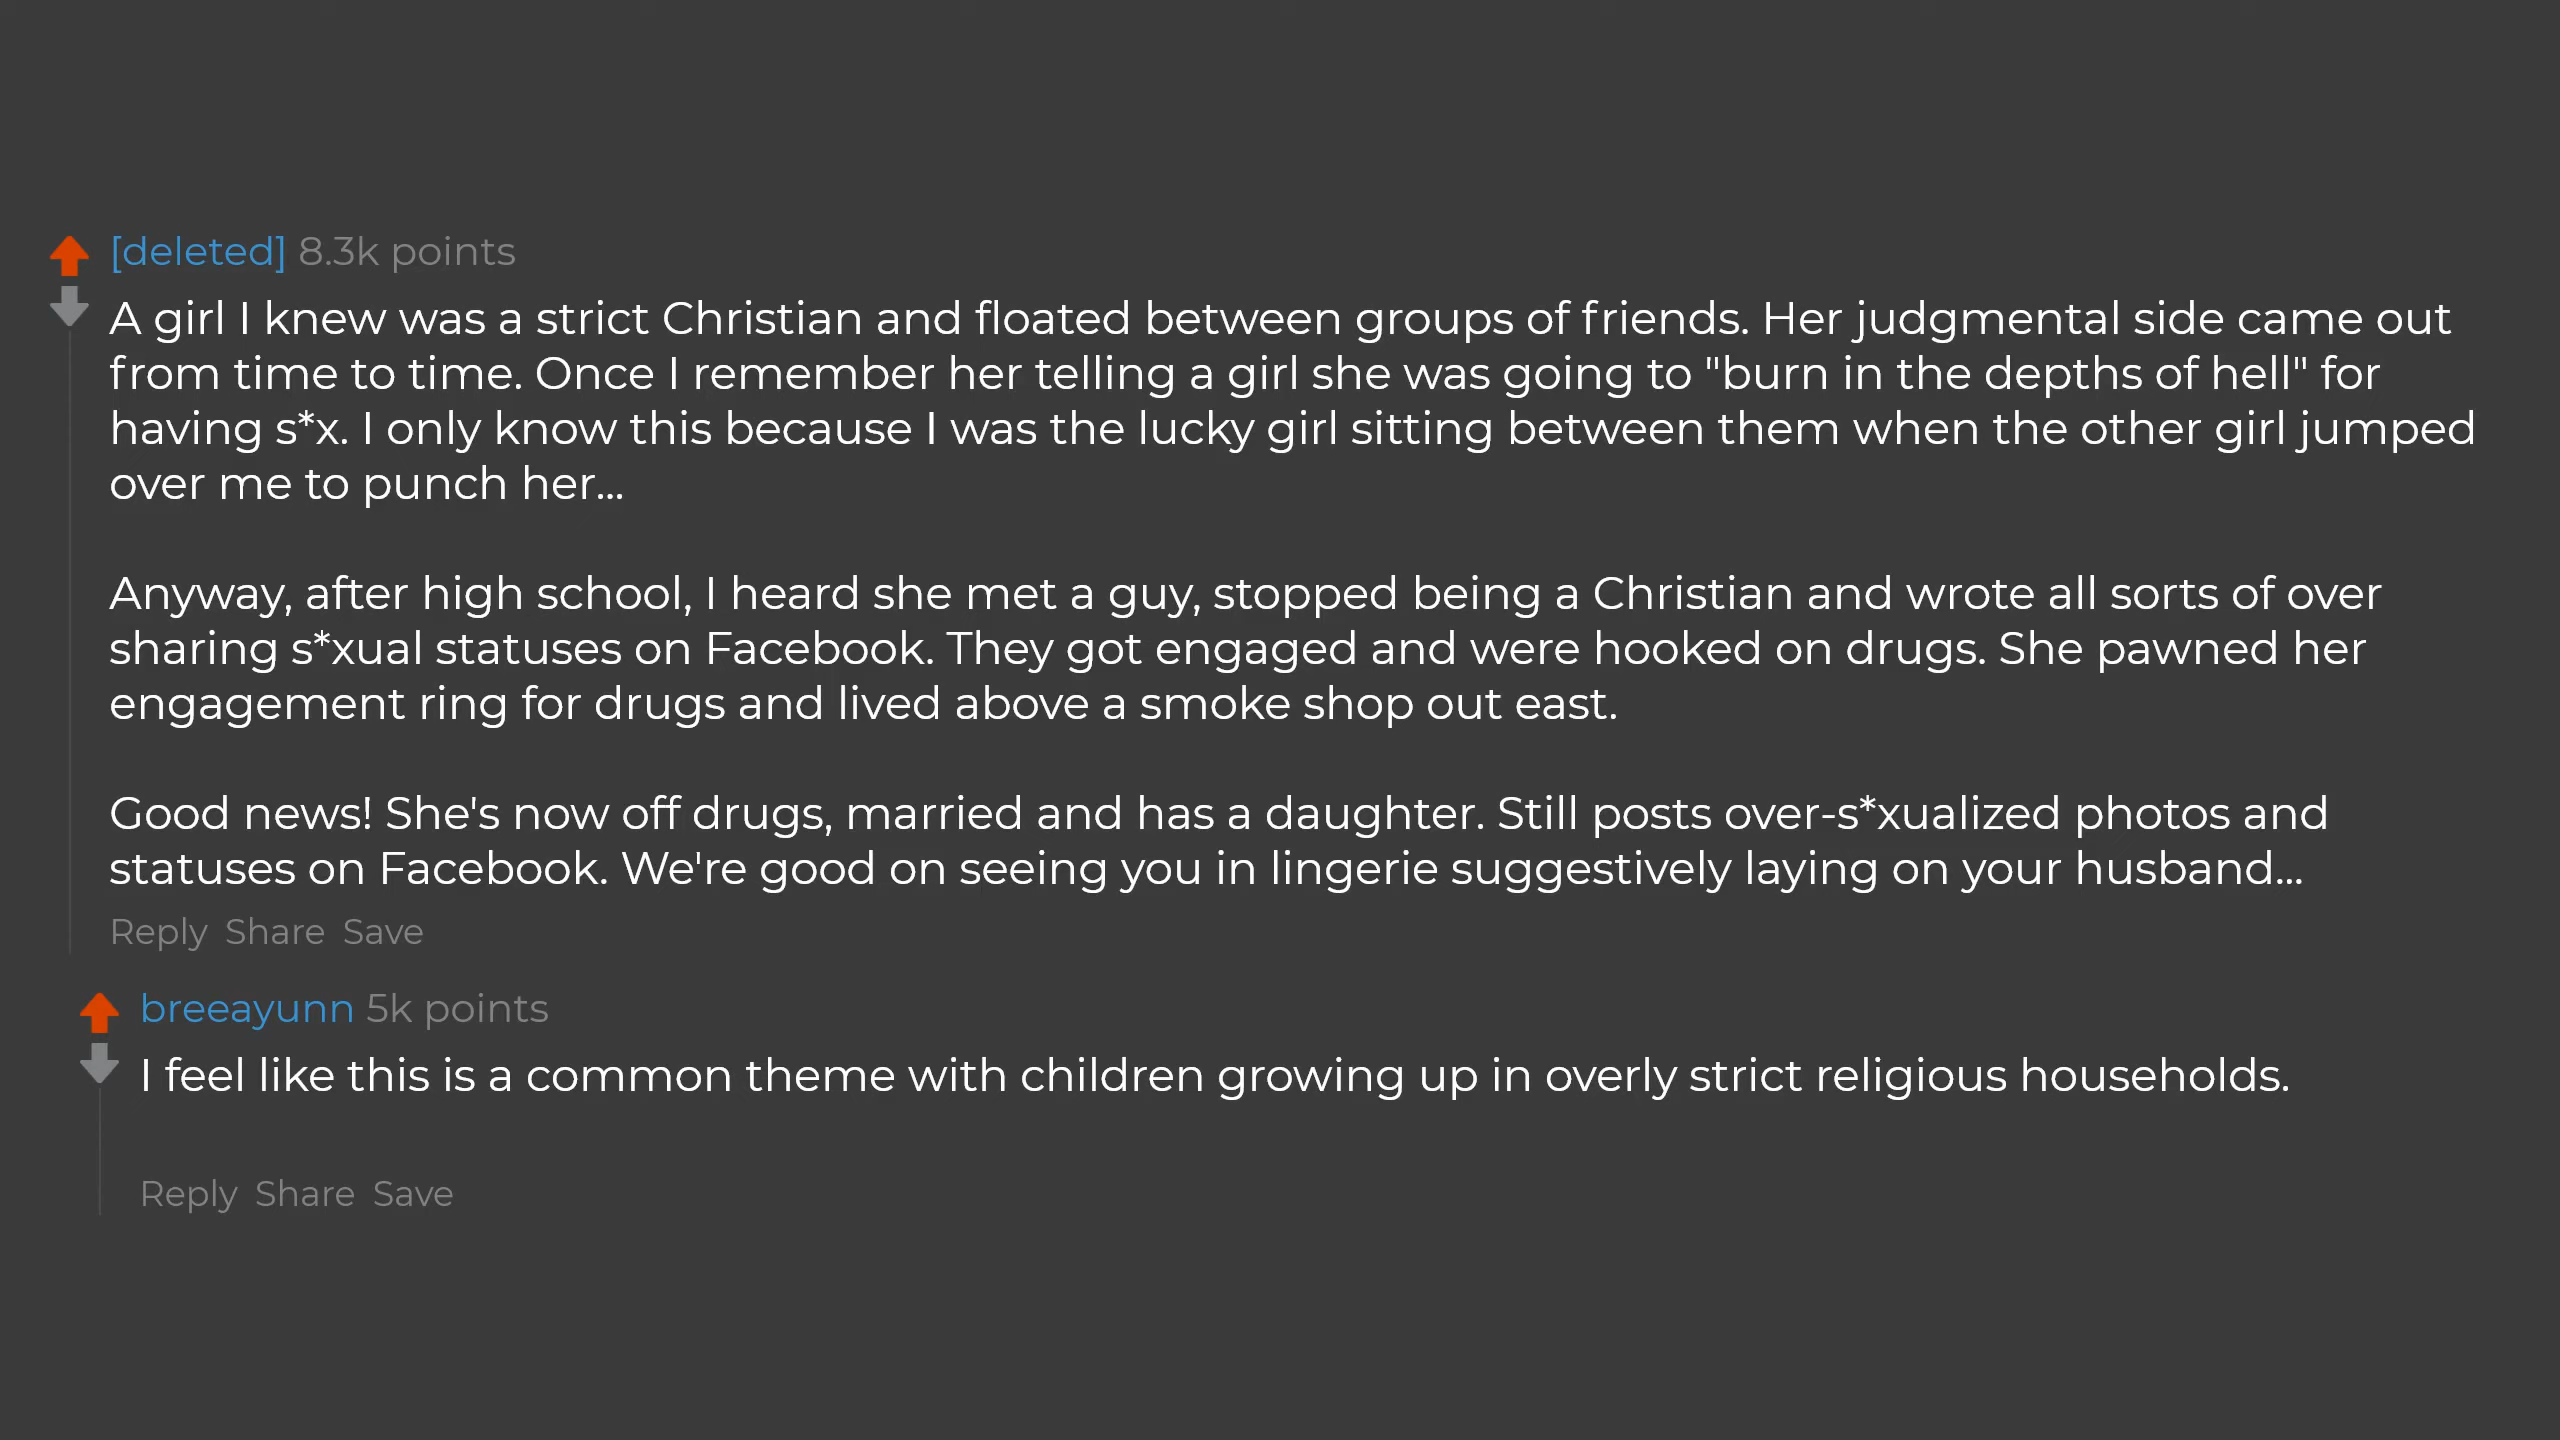 [deleted] 8.3k points
A girl I knew was a strict Christian and floated between groups of friends. Her judgmental side came out
from time to time. Once I remember her telling a girl she was going to "burn in the depths of hell" for
having s*x. I only know this because I was the lucky girl sitting between them when the other girl jumped
over me to punch her...
Anyway, after high school, I heard she met a guy, stopped being a Christian and wrote all sorts of over
sharing s*xual statuses on Facebook. They got engaged and were hooked on drugs. She pawned her
engagement ring for drugs and lived above a smoke shop out east.
Good news! She's now off drugs, married and has a daughter. Still posts over-s*xualized photos and
statuses on Facebook. We're good on seeing you in lingerie suggestively laying on your husband...
Reply Share Save
breeayunn 5k points
I feel like this is a common theme with children growing up in overly strict religious households.
Reply Share Save